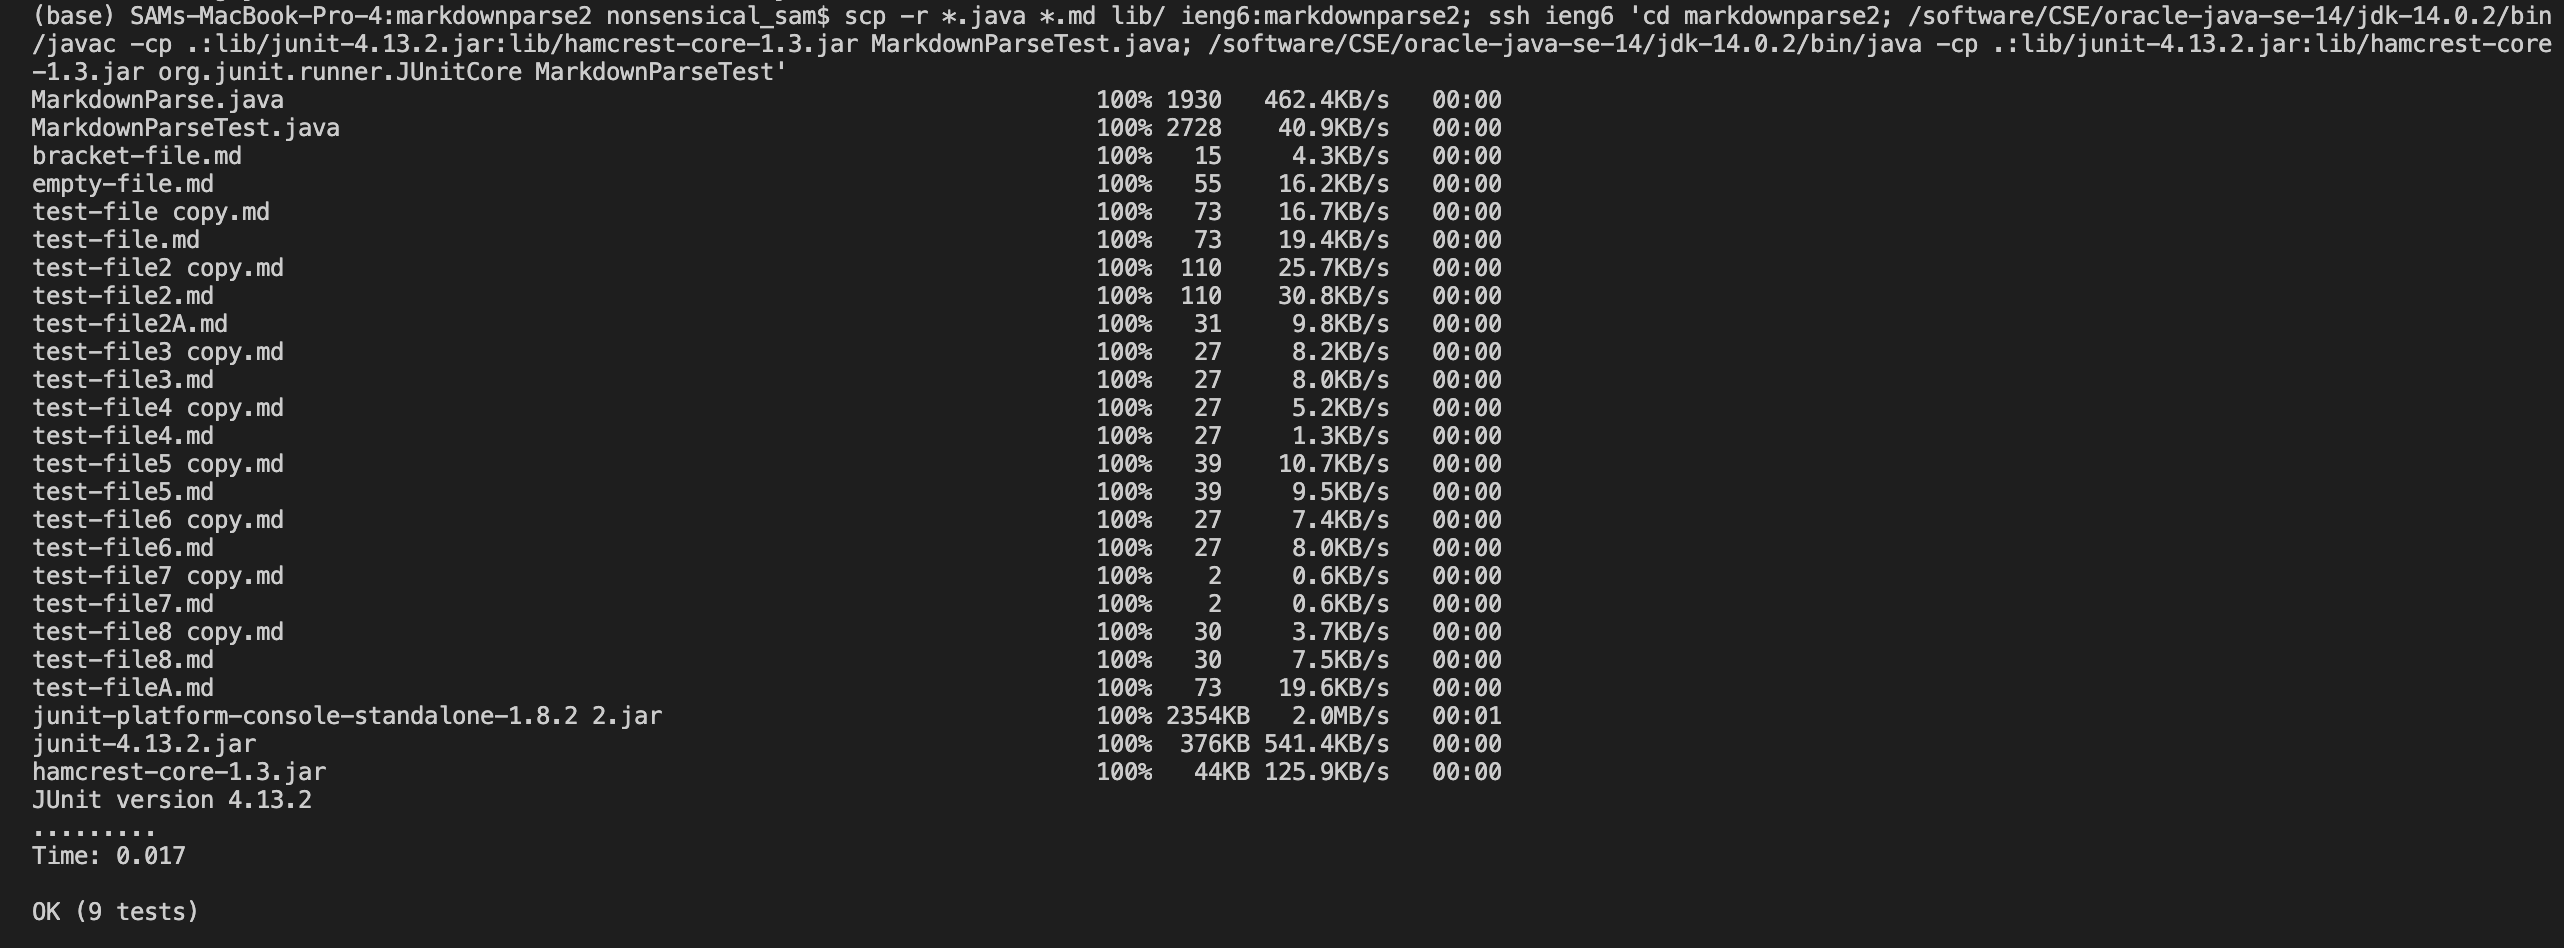 (base) SAMs-MacBook-Pro-4:markdownparse2 nonsensical_sam$ scp -r *.java *.md lib/ ieng6:markdownparse2; ssh ieng6 'cd markdownparse2; /software/CSE/oracle-java-se-14/jdk-14.0.2/bin
/javac -cp .:lib/junit-4.13.2.jar:lib/hamcrest-core-1.3.jar MarkdownParseTest.java; /software/CSE/oracle-java-se-14/jdk-14.0.2/bin/java -cp .:lib/junit-4.13.2.jar:lib/hamcrest-core
-1.3.jar org.junit.runner.JUnitCore MarkdownParseTest'
MarkdownParse.java 100% 1930 462.4KB/s 00:00
MarkdownParseTest.java 100% 2728 40.9KB/s 00:00
bracket-file.md 100% 15 4.3KB/s 00:00
empty-file.md 100% 55 16.2KB/s 00:00
test-file copy.md 100% 73 16.7KB/s 00:00
test-file.md 100% 73 19.4KB/s 00:00
test-file2 copy.md 100% 110 25.7KB/s 00:00
test-file2.md 100% 110 30.8KB/s 00:00
test-file2A.md 100% 31 9.8KB/s 00:00
test-file3 copy.md 100% 27 8.2KB/s 00:00
test-file3.md 100% 27 8.0KB/s 00:00
test-file4 copy.md 100% 27 5.2KB/s 00:00
test-file4.md 100% 27 1.3KB/s 00:00
test-file5 copy.md 100% 39 10.7KB/s 00:00
test-file5.md 100% 39 9.5KB/s 00:00
test-file6 copy.md 100% 27 7.4KB/s 00:00
test-file6.md 100% 27 8.0KB/s 00:00
test-file7 copy.md 100% 2 0.6KB/s 00:00
test-file7.md 100% 2 0.6KB/s 00:00
test-file8 copy.md 100% 30 3.7KB/s 00:00
test-file8.md 100% 30 7.5KB/s 00:00
test-fileA.md 100% 73 19.6KB/s 00:00
junit-platform-console-standalone-1.8.2 2.jar 100% 2354KB 2.0MB/s 00:01
junit-4.13.2.jar 100% 376KB 541.4KB/s 00:00
hamcrest-core-1.3.jar 100% 44KB 125.9KB/s 00:00
JUnit version 4.13.2
.........
Time: 0.017
OK (9 tests)